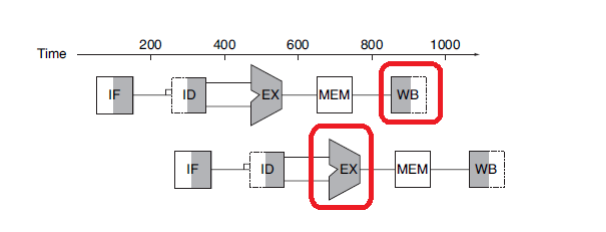 200 400 600 800 1000
Time
IF ID EX MEM WB
IF ID EX MEM WB